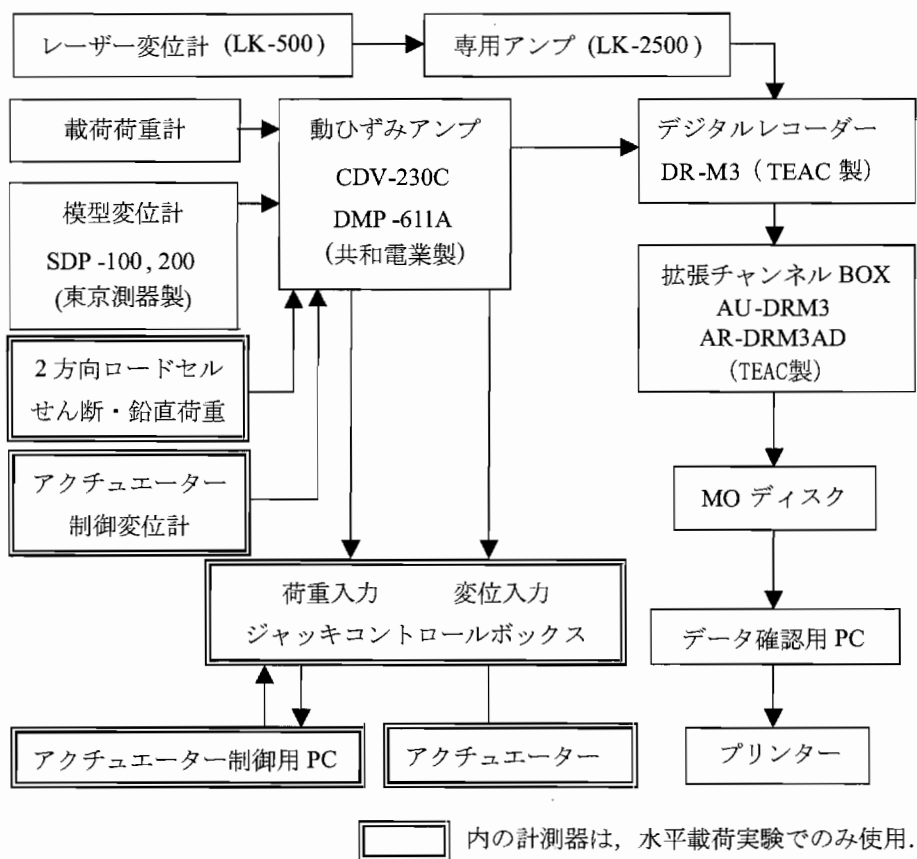 レーザー変位計 (LK-500)
専用アンプ (LK-2500)
載荷荷重計
動ひずみアンプ
CDV-230C
DMP-611A
(共和電業製)
デジタルレコーダー
DR-M3 (TEAC 製)
模型変位計
SDP -100, 200
(東京測器製)
拡張チャンネル BOX
AU-DRM3
AR-DRM3AD
(TEAC製)
2 方向ロードセル
せん断・鉛直荷重
アクチュエーター
制御変位計
MO ディスク
荷重入力 変位入力
ジャッキコントロールボックス
データ確認用 PC
アクチュエーター制御用 PC
アクチュエーター
プリンター
内の計測器は，水平載荷実験でのみ使用．